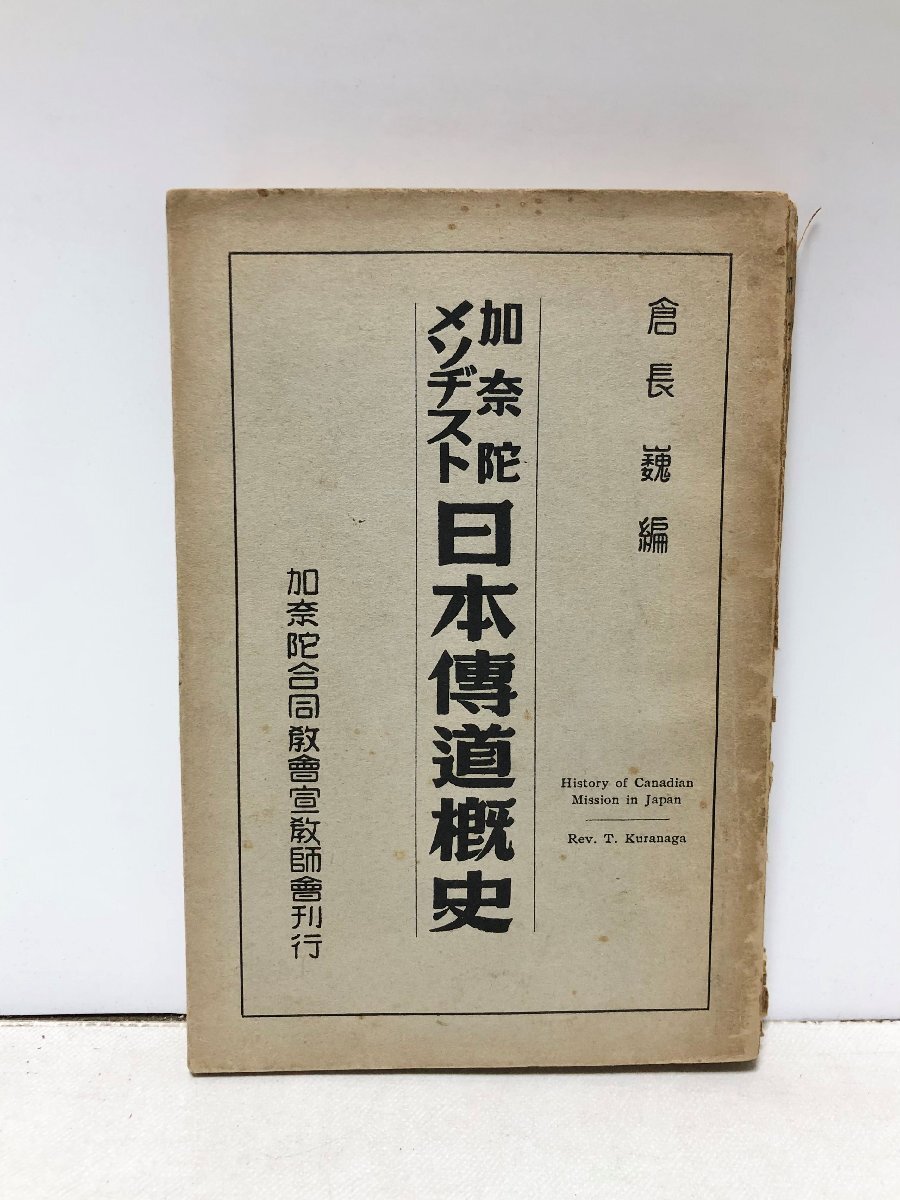 倉長巍編
加奈陀
メソヂスト
日本傳道概史
加奈陀合同教會宣教師會刊行
History of Canadian
Mission in Japan
Rev. T. Kuranaga